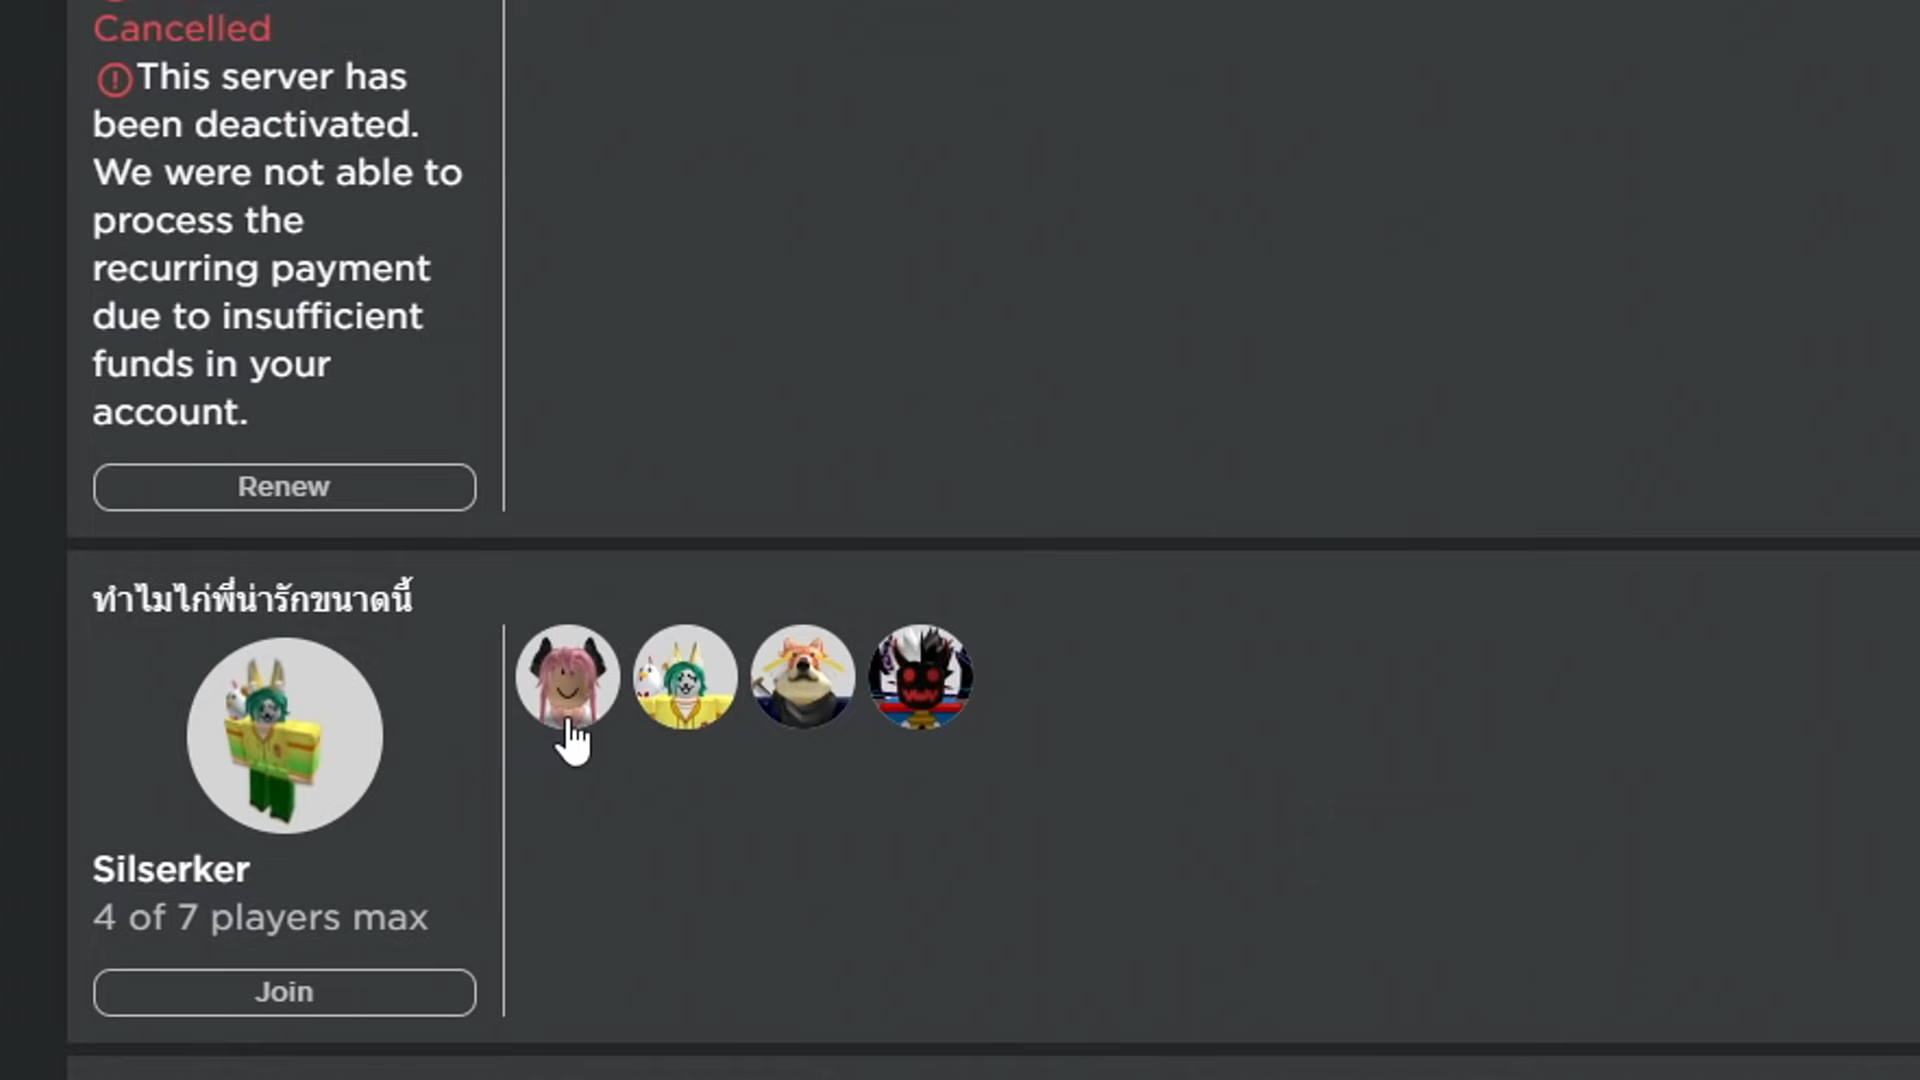 Cancelled
This server has
been deactivated.
We were not able to
process the
recurring payment
due to insufficient
funds in your
account.
Renew
ทำไมไก่พี่น่ารักขนาดนี้
Silserker
4 of 7 players max
Join